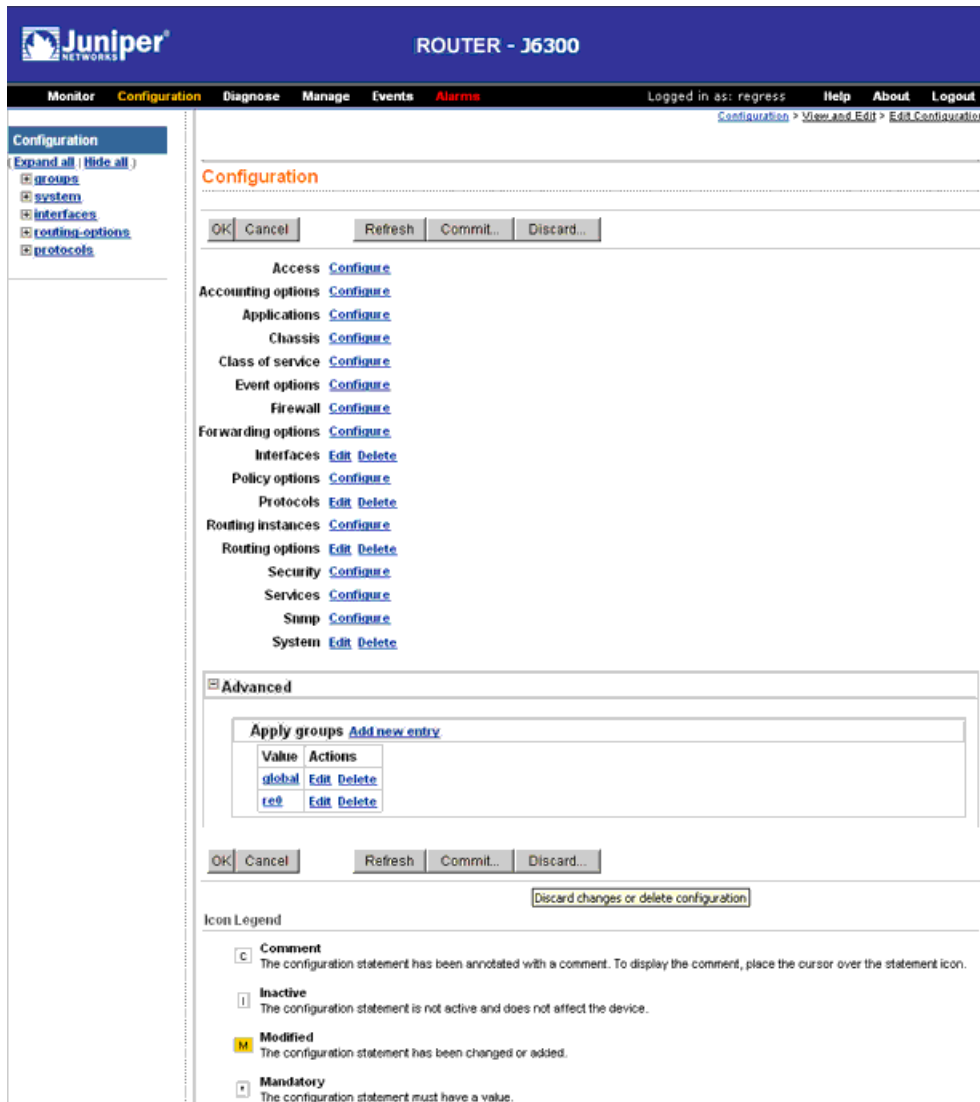 Juniper®
NETWORKS
ROUTER - J6300
Monitor Configuration Diagnose Manage Events Alarms Logged in as: regress Help About Logout
Configuration > View and Edit > Edit Configuration
Configuration
( Expand all | Hide all )
groups
system
interfaces
routing-options
protocols
Configuration
OK Cancel Refresh Commit... Discard...
Access Configure
Accounting options Configure
Applications Configure
Chassis Configure
Class of service Configure
Event options Configure
Firewall Configure
Forwarding options Configure
Interfaces Edit Delete
Policy options Configure
Protocols Edit Delete
Routing instances Configure
Routing options Edit Delete
Security Configure
Services Configure
Snmp Configure
System Edit Delete
Advanced
Apply groups Add new entry
Value Actions
global Edit Delete
re0 Edit Delete
OK Cancel Refresh Commit... Discard...
Discard changes or delete configuration
Icon Legend
C Comment
The configuration statement has been annotated with a comment. To display the comment, place the cursor over the statement icon.
I Inactive
The configuration statement is not active and does not affect the device.
M Modified
The configuration statement has been changed or added.
* Mandatory
The configuration statement must have a value.